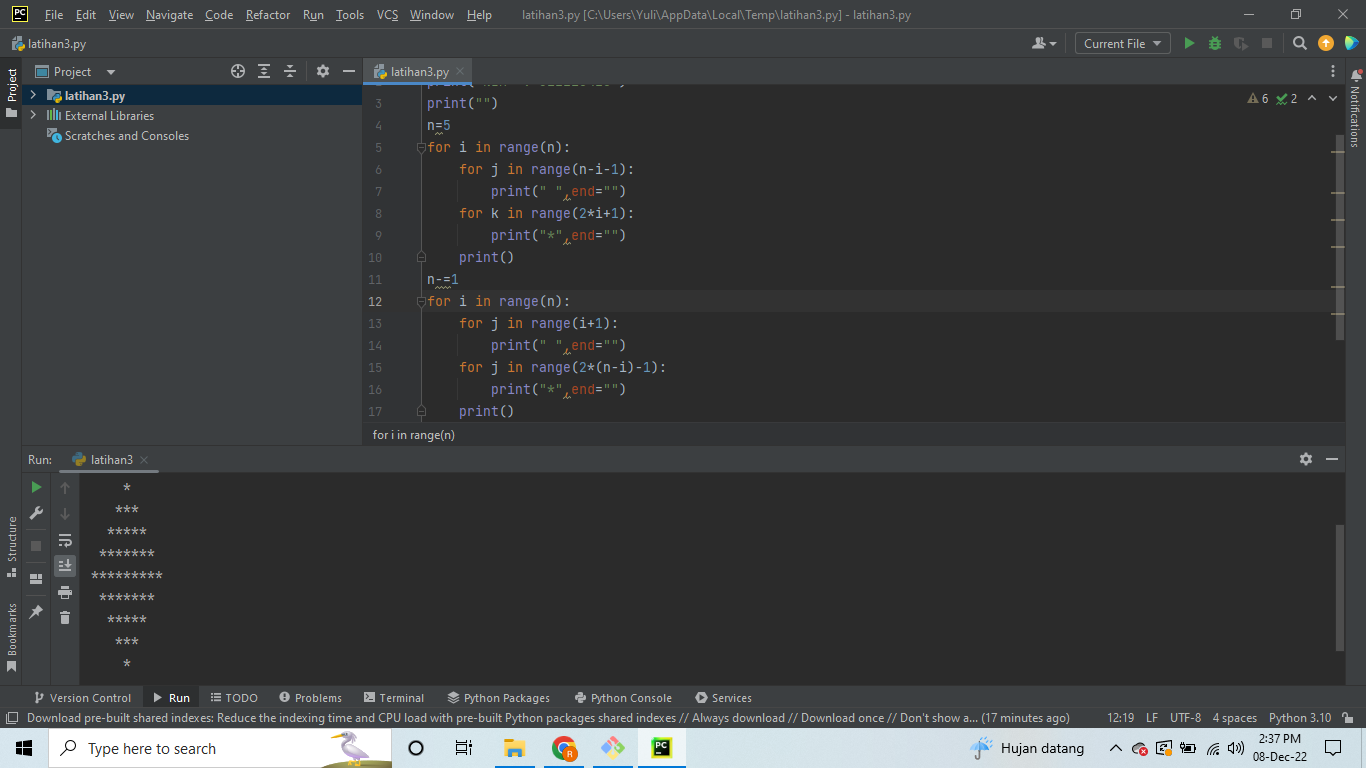 PC File Edit View Navigate Code Refactor Run Tools VCS Window Help latihan3.py [C:\Users\Yuli\AppData\Local\Temp\latihan3.py] - latihan3.py
latihan3.py Current File
Project latihan3.py
latihan3.py
External Libraries
Scratches and Consoles
3 print("")
4 n=5
5 for i in range(n):
6     for j in range(n-i-1):
7         print(" ",end="")
8     for k in range(2*i+1):
9         print("*",end="")
10     print()
11 n-=1
12 for i in range(n):
13     for j in range(i+1):
14         print(" ",end="")
15     for j in range(2*(n-i)-1):
16         print("*",end="")
17     print()
6 2
for i in range(n)
Project
Structure
Bookmarks
Notifications
Run: latihan3
    *
   ***
  *****
 *******
*********
 *******
  *****
   ***
    *
Version Control Run TODO Problems Terminal Python Packages Python Console Services
Download pre-built shared indexes: Reduce the indexing time and CPU load with pre-built Python packages shared indexes // Always download // Download once // Don't show a... (17 minutes ago) 12:19 LF UTF-8 4 spaces Python 3.10
Type here to search R PC Hujan datang 2:37 PM
08-Dec-22